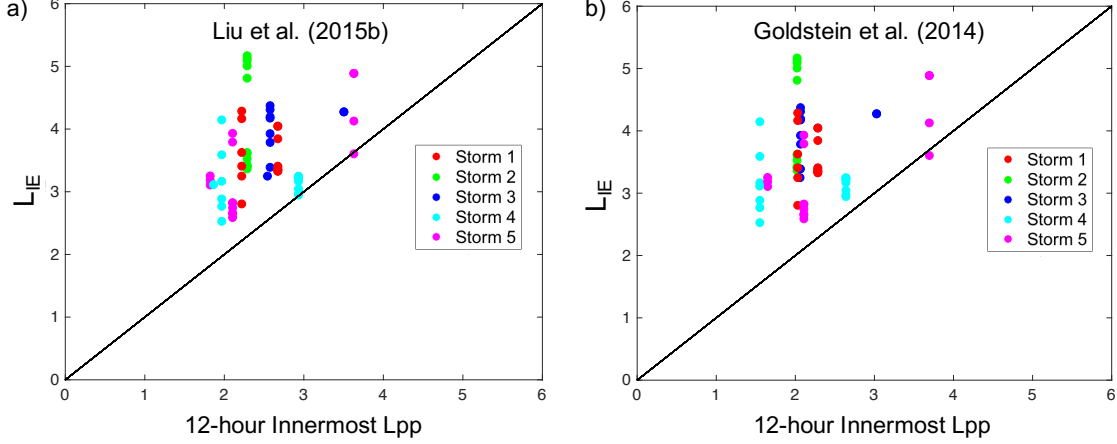 a)
Liu et al. (2015b)
6
5
4
3
2
1
0
L_IE
Storm 1
Storm 2
Storm 3
Storm 4
Storm 5
0 1 2 3 4 5 6
12-hour Innermost Lpp
b)
Goldstein et al. (2014)
6
5
4
3
2
1
0
L_IE
Storm 1
Storm 2
Storm 3
Storm 4
Storm 5
0 1 2 3 4 5 6
12-hour Innermost Lpp